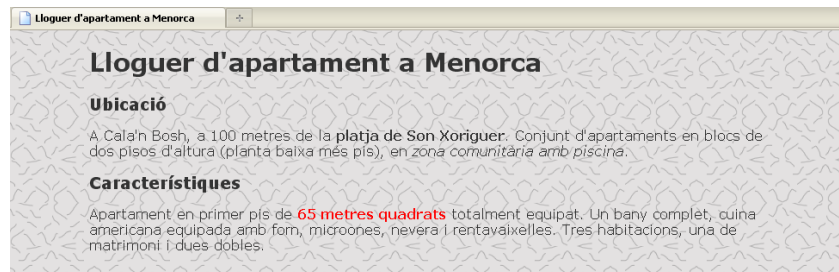 Lloguer d'apartament a Menorca
Lloguer d'apartament a Menorca
Ubicació
A Cala'n Bosh, a 100 metres de la platja de Son Xoriguer. Conjunt d'apartaments en blocs de
dos pisos d'altura (planta baixa més pis), en zona comunitària amb piscina.
Característiques
Apartament en primer pis de 65 metres quadrats totalment equipat. Un bany complet, cuina
americana equipada amb forn, microones, nevera i rentavaixelles. Tres habitacions, una de
matrimoni i dues dobles.